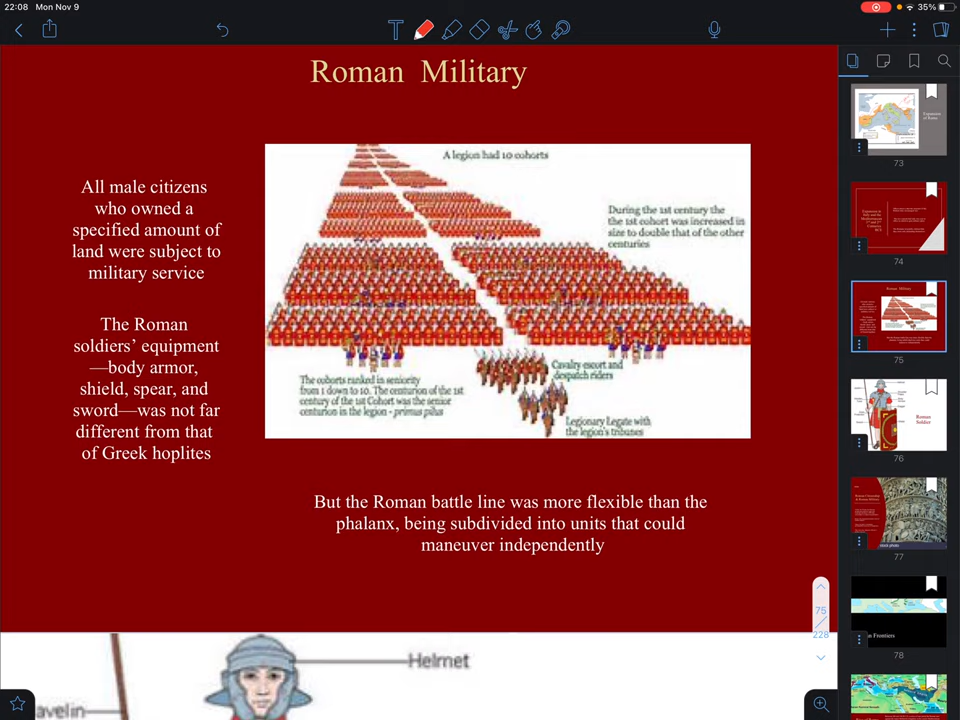 22:08 Mon Nov 9
35%
Roman Military
A legion had 10 cohorts
All male citizens
who owned a
specified amount of
land were subject to
military service
During the 1st century the
the 1st cohort was increased in
size to double that of the other
centuries
The Roman
soldiers’ equipment
—body armor,
shield, spear, and
sword—was not far
different from that
of Greek hoplites
The cohorts ranked in seniority
from 1 down to 10. The centurion of the 1st
century of the 1st Cohort was the senior
centurion in the legion - primus pilus
Cavalry escort and
despatch riders
Legionary Legate with
the legion's tribunes
But the Roman battle line was more flexible than the
phalanx, being subdivided into units that could
maneuver independently
75
228
Helmet
avelin
Expansion
of Rome
73
74
Roman Military
75
Roman
Soldier
76
77
n Frontiers
78